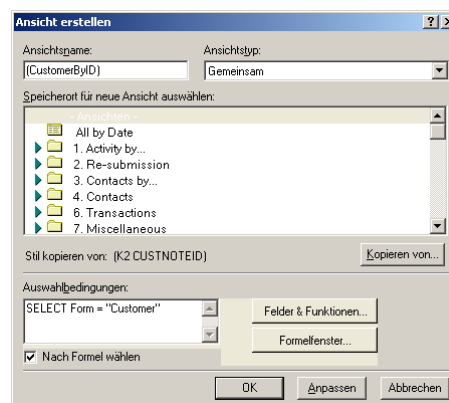 Ansicht erstellen
Ansichtsname: Ansichtstyp:
(CustomerByID) Gemeinsam
Speicherort für neue Ansicht auswählen:
- Ansichten -
All by Date
1. Activity by...
2. Re-submission
3. Contacts by...
4. Contacts
6. Transactions
7. Miscellaneous
Stil kopieren von: (K2 CUSTNOTEID) Kopieren von...
Auswahlbedingungen:
SELECT Form = "Customer"
Felder & Funktionen...
Formelfenster...
Nach Formel wählen
OK Anpassen Abbrechen